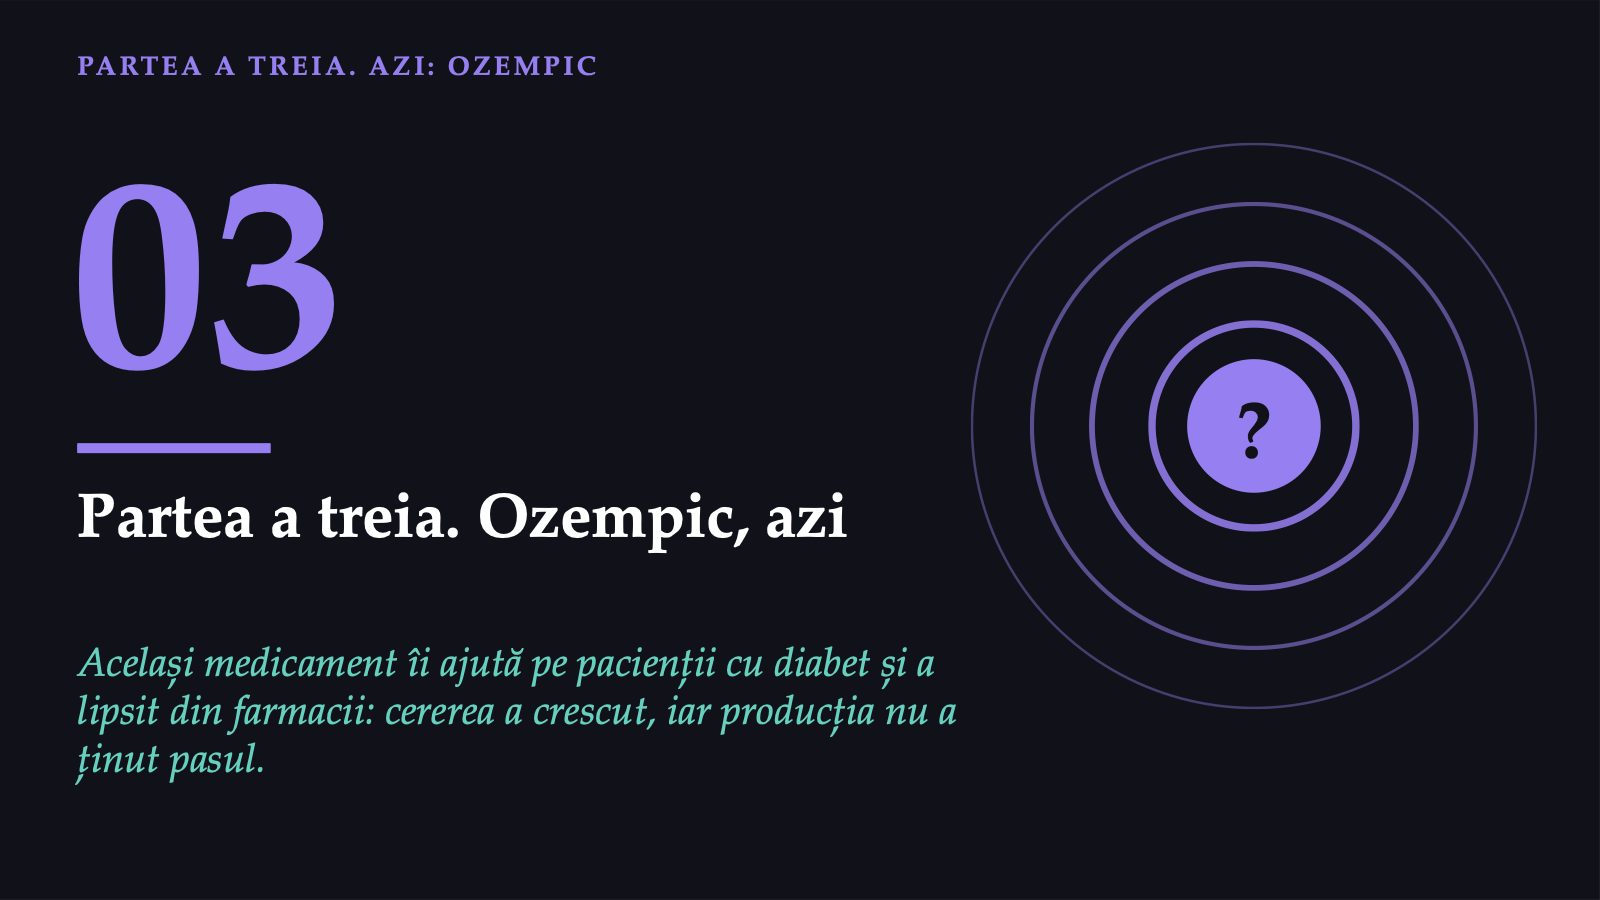 PARTEA A TREIA. AZI: OZEMPIC
03
Partea a treia. Ozempic, azi
?
Același medicament îi ajută pe pacienții cu diabet și a
lipsit din farmacii: cererea a crescut, iar producția nu a
ținut pasul.